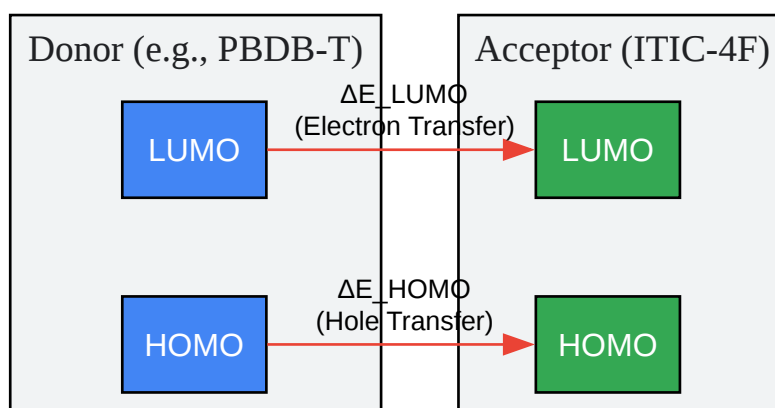 Donor (e.g., PBDB-T)
Acceptor (ITIC-4F)
ΔE_LUMO
(Electron Transfer)
LUMO
LUMO
ΔE_HOMO
(Hole Transfer)
HOMO
HOMO